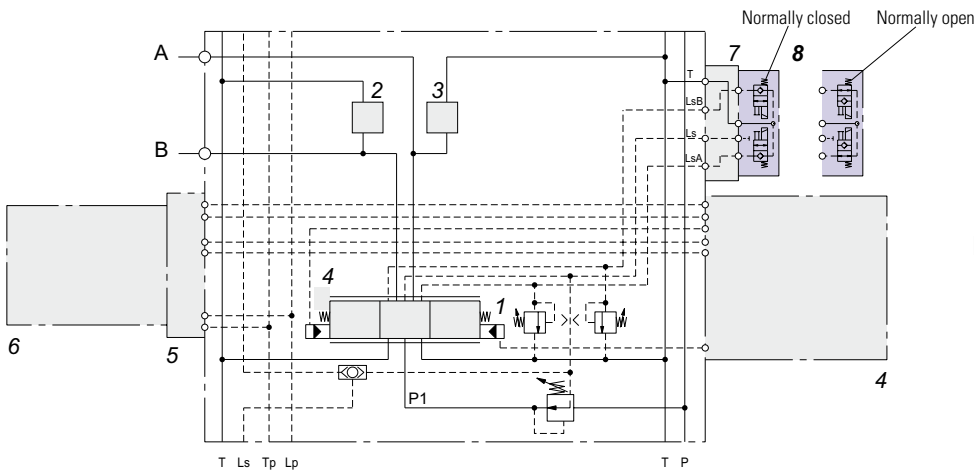 Normally closed
Normally open
A
7
8
T
2
3
LsB
B
Ls
LsA
4
1
6
5
4
P1
T Ls Tp Lp
T P